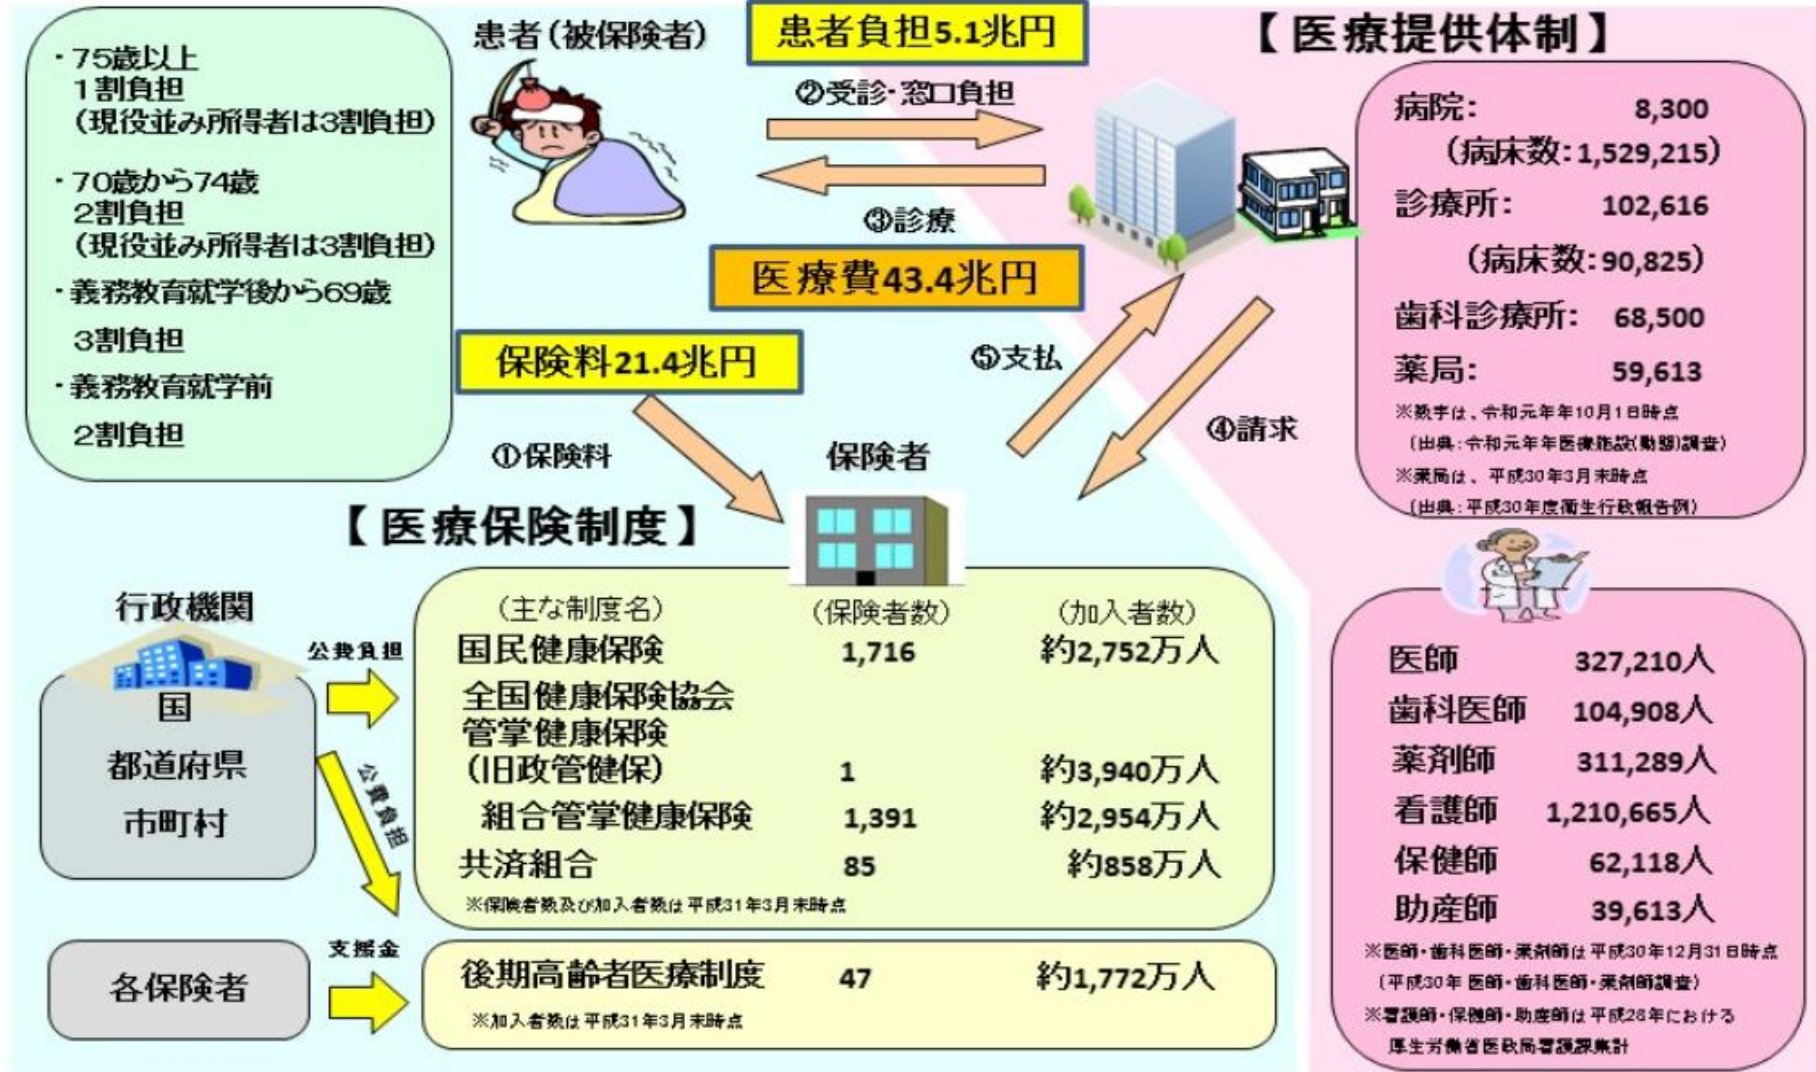 ・75歳以上
1割負担
(現役並み所得者は3割負担)
・70歳から74歳
2割負担
(現役並み所得者は3割負担)
・義務教育就学後から69歳
3割負担
・義務教育就学前
2割負担
患者(被保険者)
患者負担5.1兆円
②受診・窓口負担
③診療
医療費43.4兆円
保険料21.4兆円
①保険料
⑤支払
④請求
保険者
【医療提供体制】
病院: 8,300
(病床数:1,529,215)
診療所: 102,616
(病床数:90,825)
歯科診療所: 68,500
薬局: 59,613
※数字は、令和元年年10月1日時点
(出典:令和元年年医療施設(動態)調査)
※薬局は、平成30年3月末時点
(出典:平成30年度衛生行政報告例)
【医療保険制度】
行政機関
国
都道府県
市町村
公費負担
公費負担
(主な制度名) (保険者数) (加入者数)
国民健康保険 1,716 約2,752万人
全国健康保険協会
管掌健康保険
(旧政管健保) 1 約3,940万人
組合管掌健康保険 1,391 約2,954万人
共済組合 85 約858万人
※保険者数及び加入者数は平成31年3月末時点
各保険者
支援金
後期高齢者医療制度 47 約1,772万人
※加入者数は平成31年3月末時点
医師 327,210人
歯科医師 104,908人
薬剤師 311,289人
看護師 1,210,665人
保健師 62,118人
助産師 39,613人
※医師・歯科医師・薬剤師は平成30年12月31日時点
(平成30年 医師・歯科医師・薬剤師調査)
※看護師・保健師・助産師は平成28年における
厚生労働省医政局看護課集計